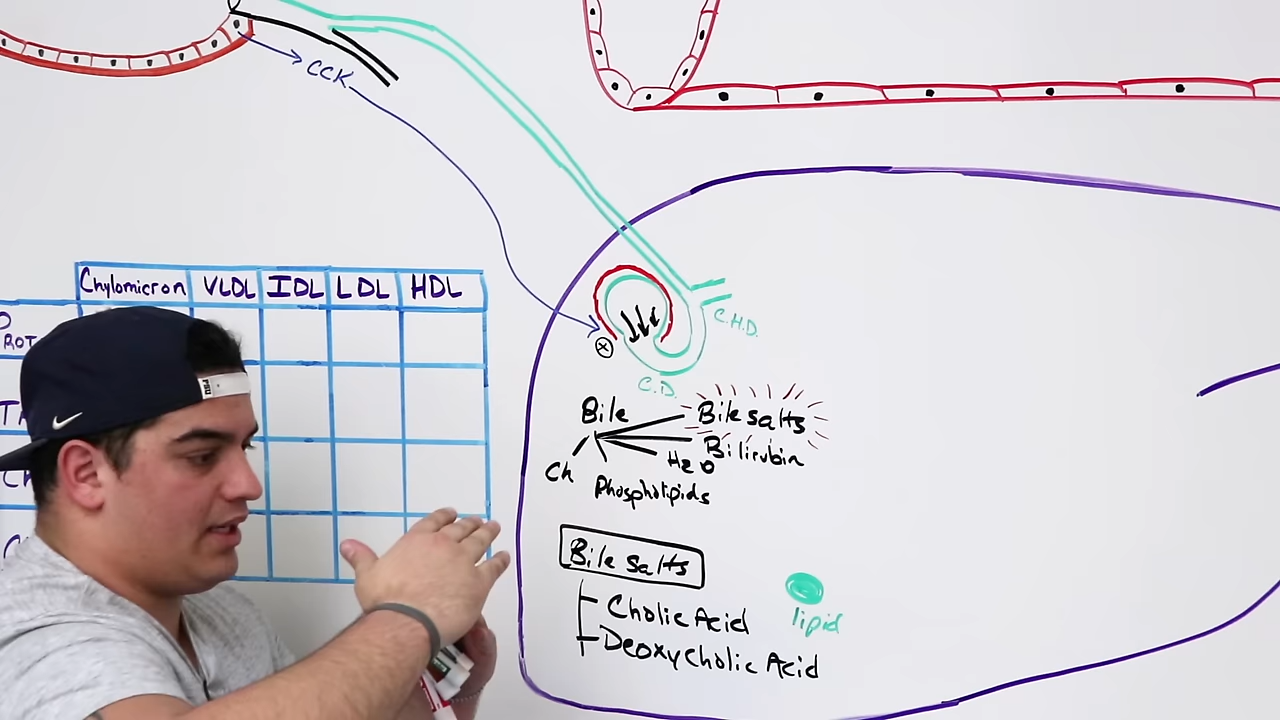 CCK
Chylomicron VLDL IDL LDL HDL
C.H.D.
C.D.
Bile Bile salts
Bilirubin
H2O
Ch Phospholipids
Bile salts
Cholic Acid
Deoxycholic Acid
lipid